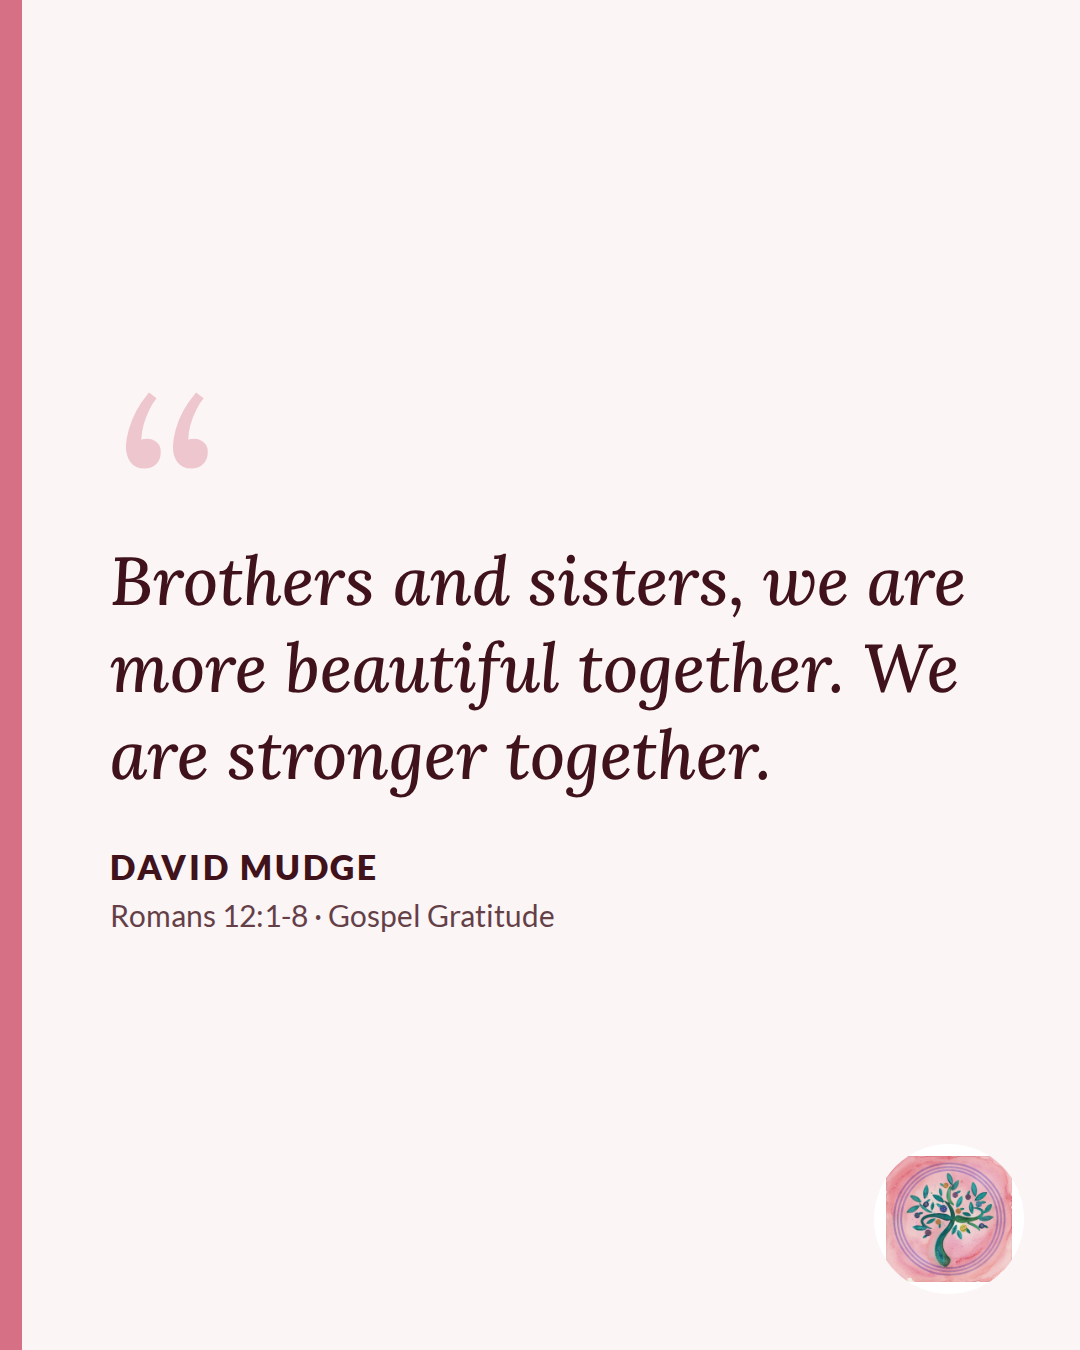 “
Brothers and sisters, we are
more beautiful together. We
are stronger together.
DAVID MUDGE
Romans 12:1-8 · Gospel Gratitude